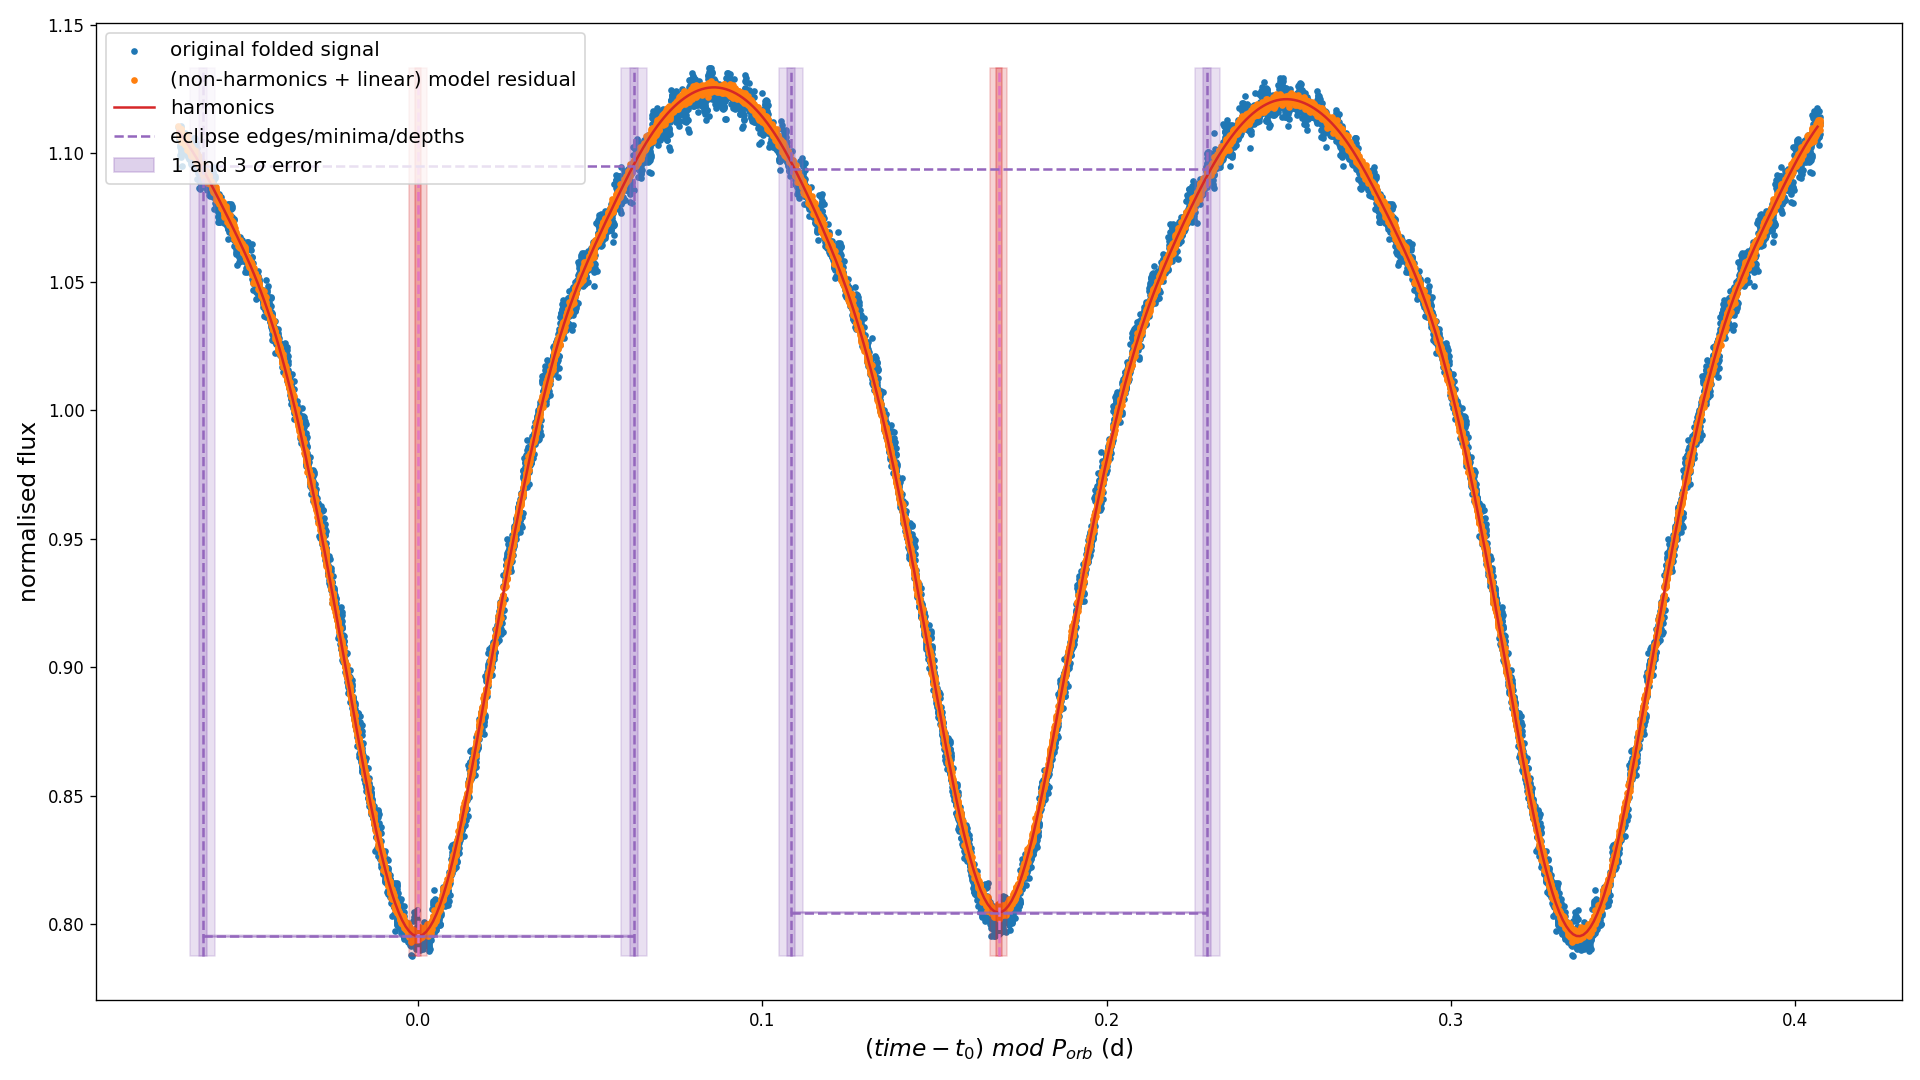 1.15
1.10
1.05
1.00
0.95
0.90
0.85
0.80
normalised flux
original folded signal
(non-harmonics + linear) model residual
harmonics
eclipse edges/minima/depths
1 and 3 σ error
0.0 0.1 0.2 0.3 0.4
(time − t₀) mod Pₒᵣb (d)